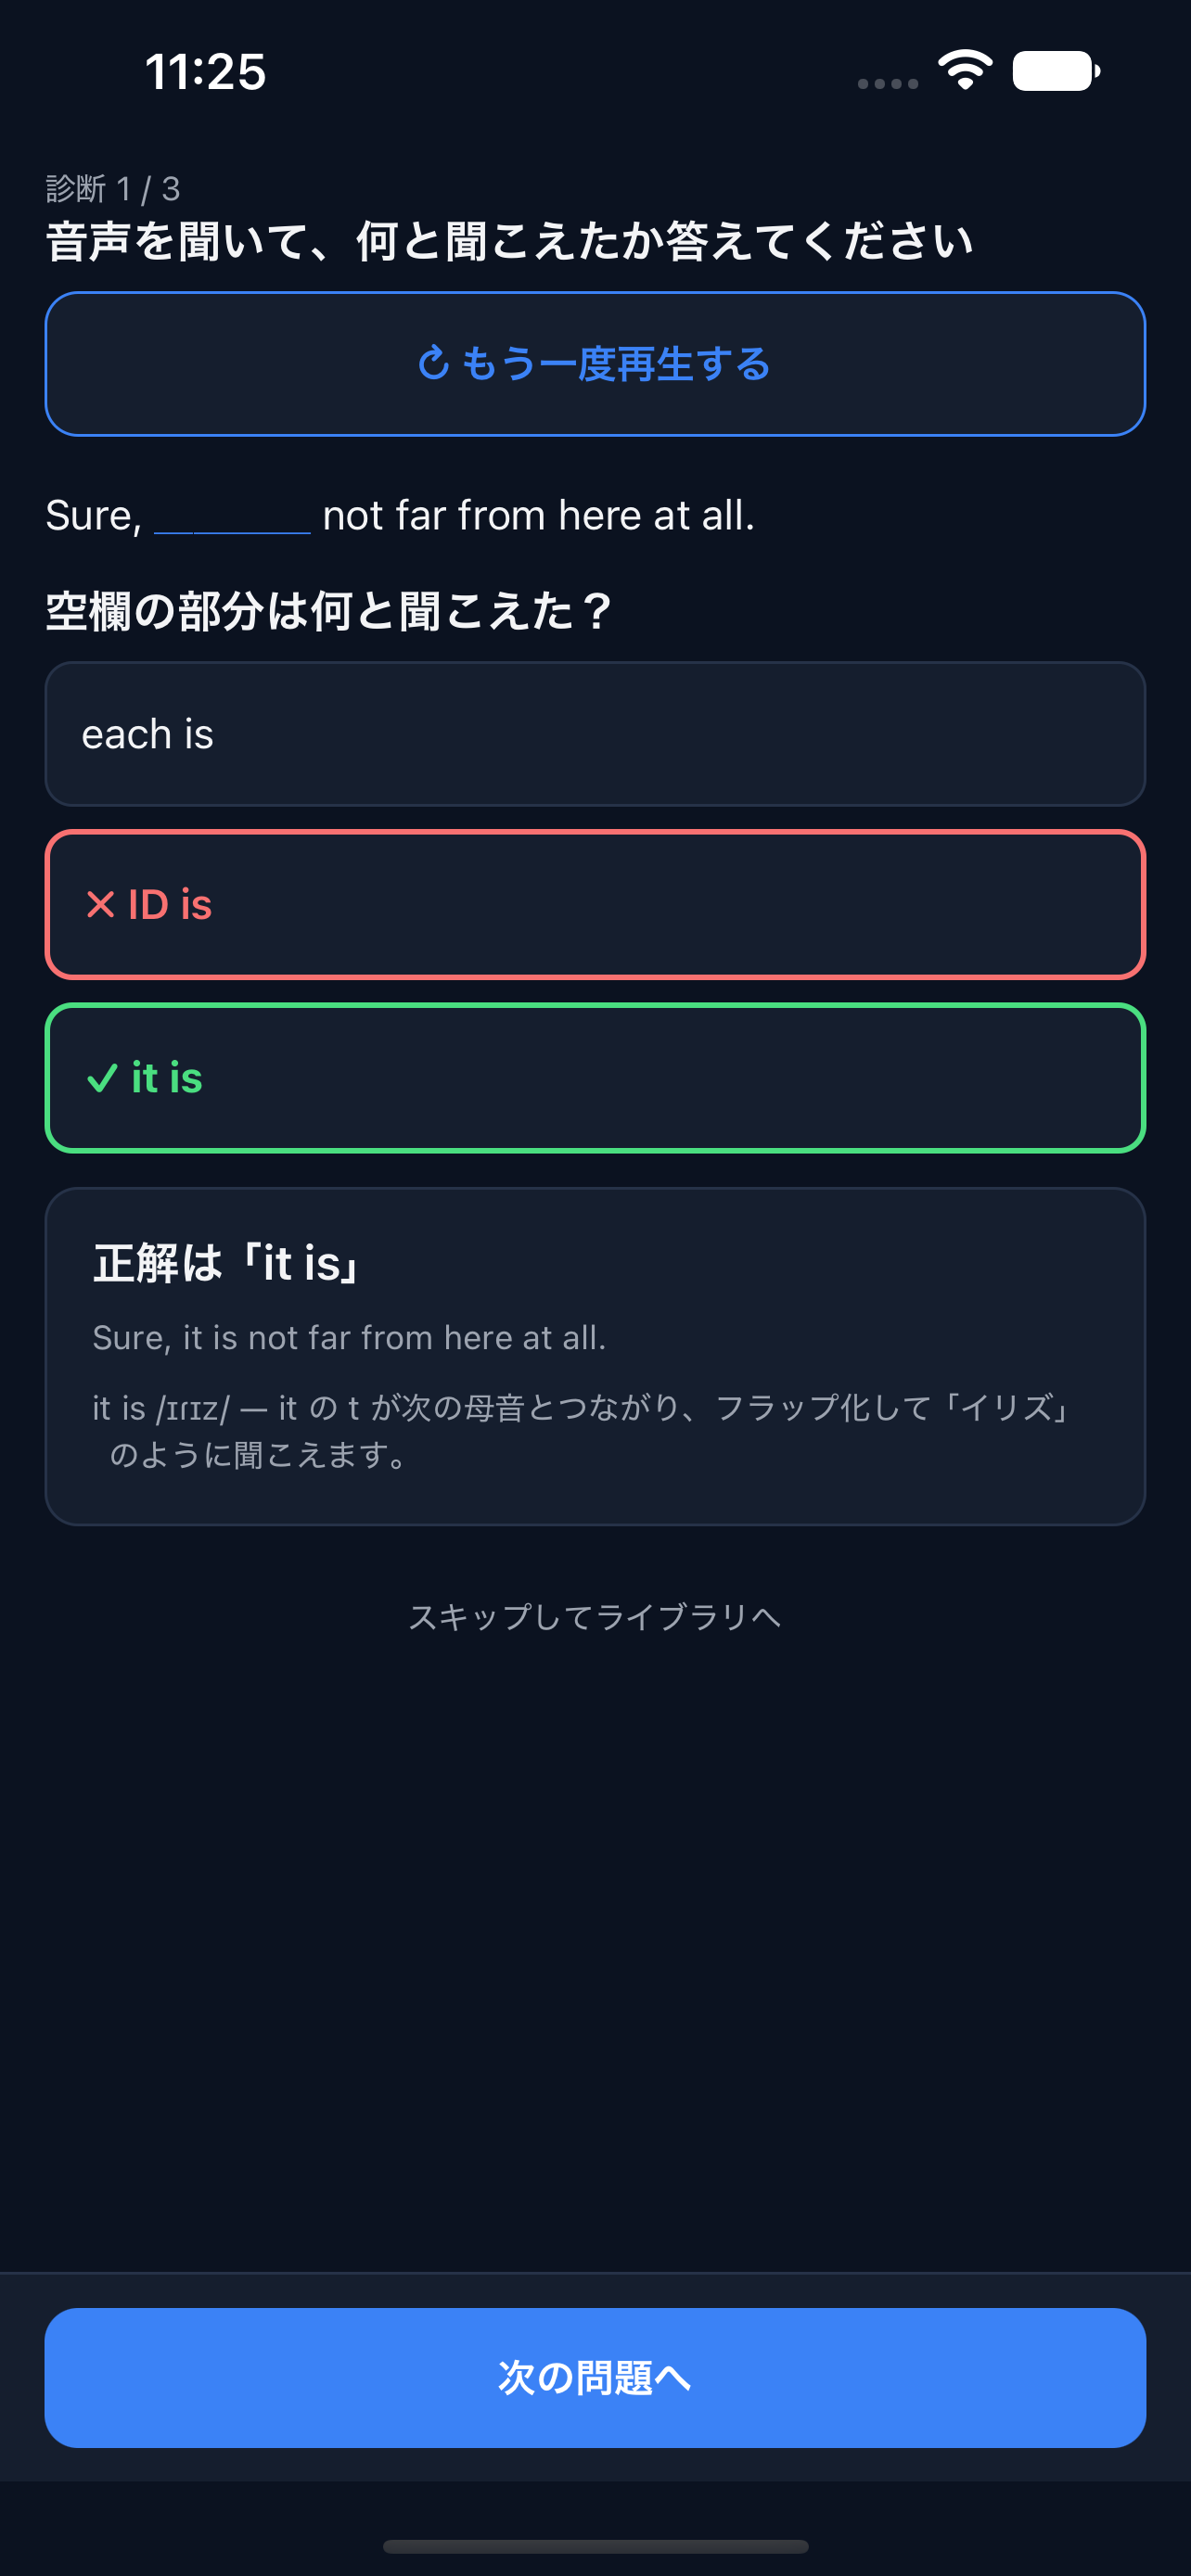 11:25
診断 1 / 3
音声を聞いて、何と聞こえたか答えてください
↻ もう一度再生する
Sure, ________ not far from here at all.
空欄の部分は何と聞こえた？
each is
✕ ID is
✓ it is
正解は「it is」
Sure, it is not far from here at all.
it is /ɪɾɪz/ — it の t が次の母音とつながり、フラップ化して「イリズ」
のように聞こえます。
スキップしてライブラリへ
次の問題へ